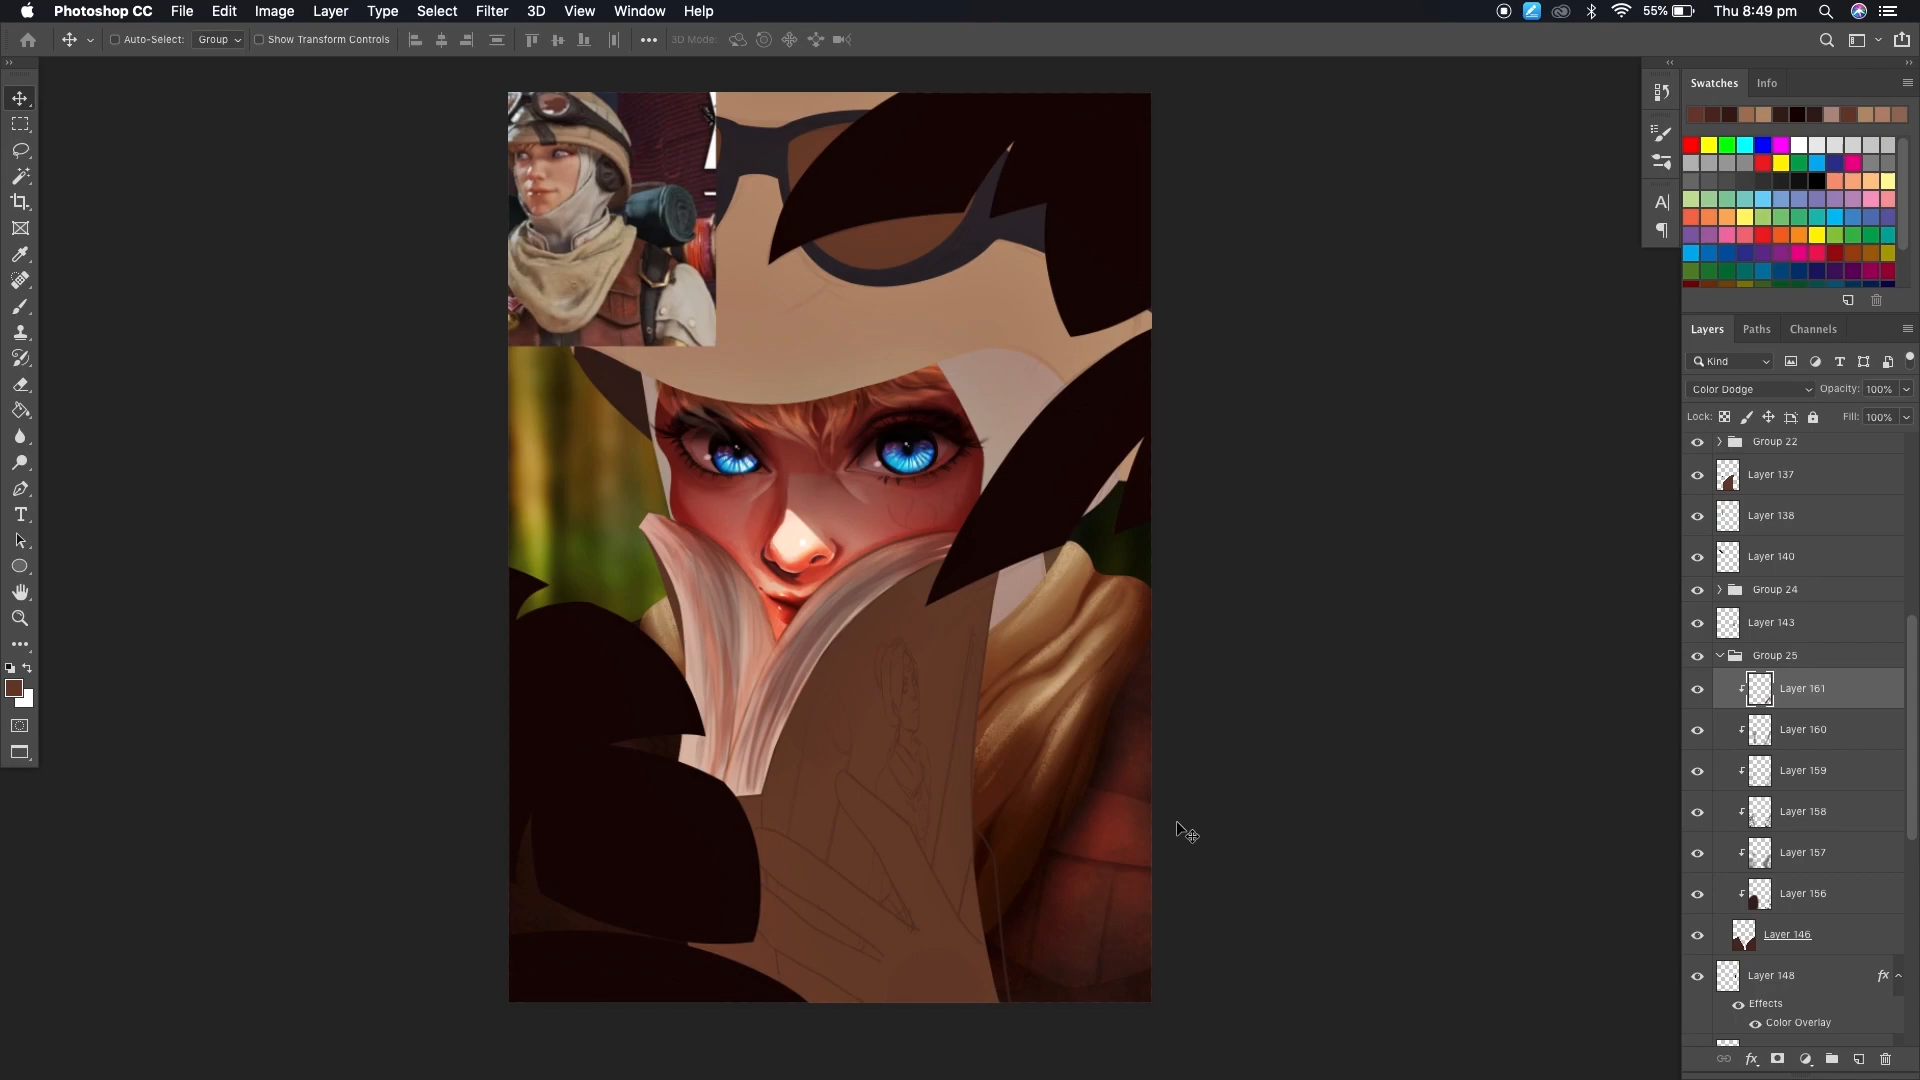 Photoshop CC File Edit Image Layer Type Select Filter 3D View Window Help 55% Thu 8:49 pm
Auto-Select: Group Show Transform Controls 3D Mode:
Swatches Info
Layers Paths Channels
Kind
Color Dodge Opacity: 100%
Lock: Fill: 100%
Group 22
Layer 137
Layer 138
Layer 140
Group 24
Layer 143
Group 25
Layer 161
Layer 160
Layer 159
Layer 158
Layer 157
Layer 156
Layer 146
Layer 148 fx
Effects
Color Overlay
fx